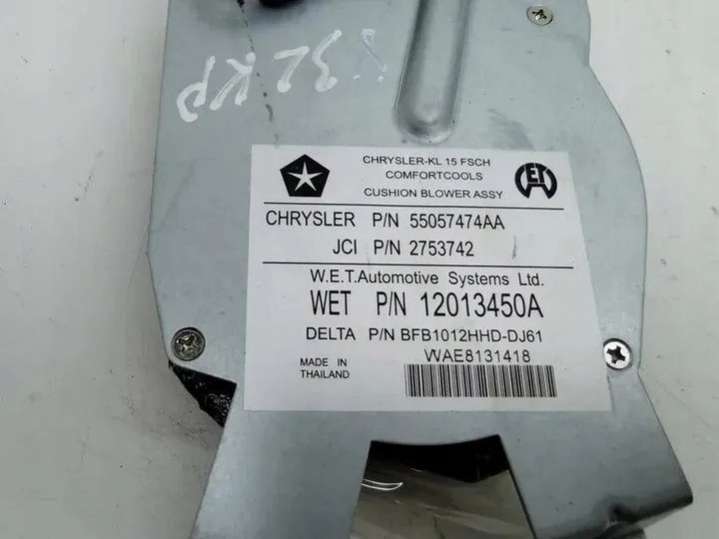 CHRYSLER-KL 15 FSCH
COMFORTCOOLS
CUSHION BLOWER ASSY
CHRYSLER P/N 55057474AA
JCI P/N 2753742
W.E.T.Automotive Systems Ltd.
WET P/N 12013450A
DELTA P/N BFB1012HHD-DJ61
WAE8131418
MADE IN
THAILAND